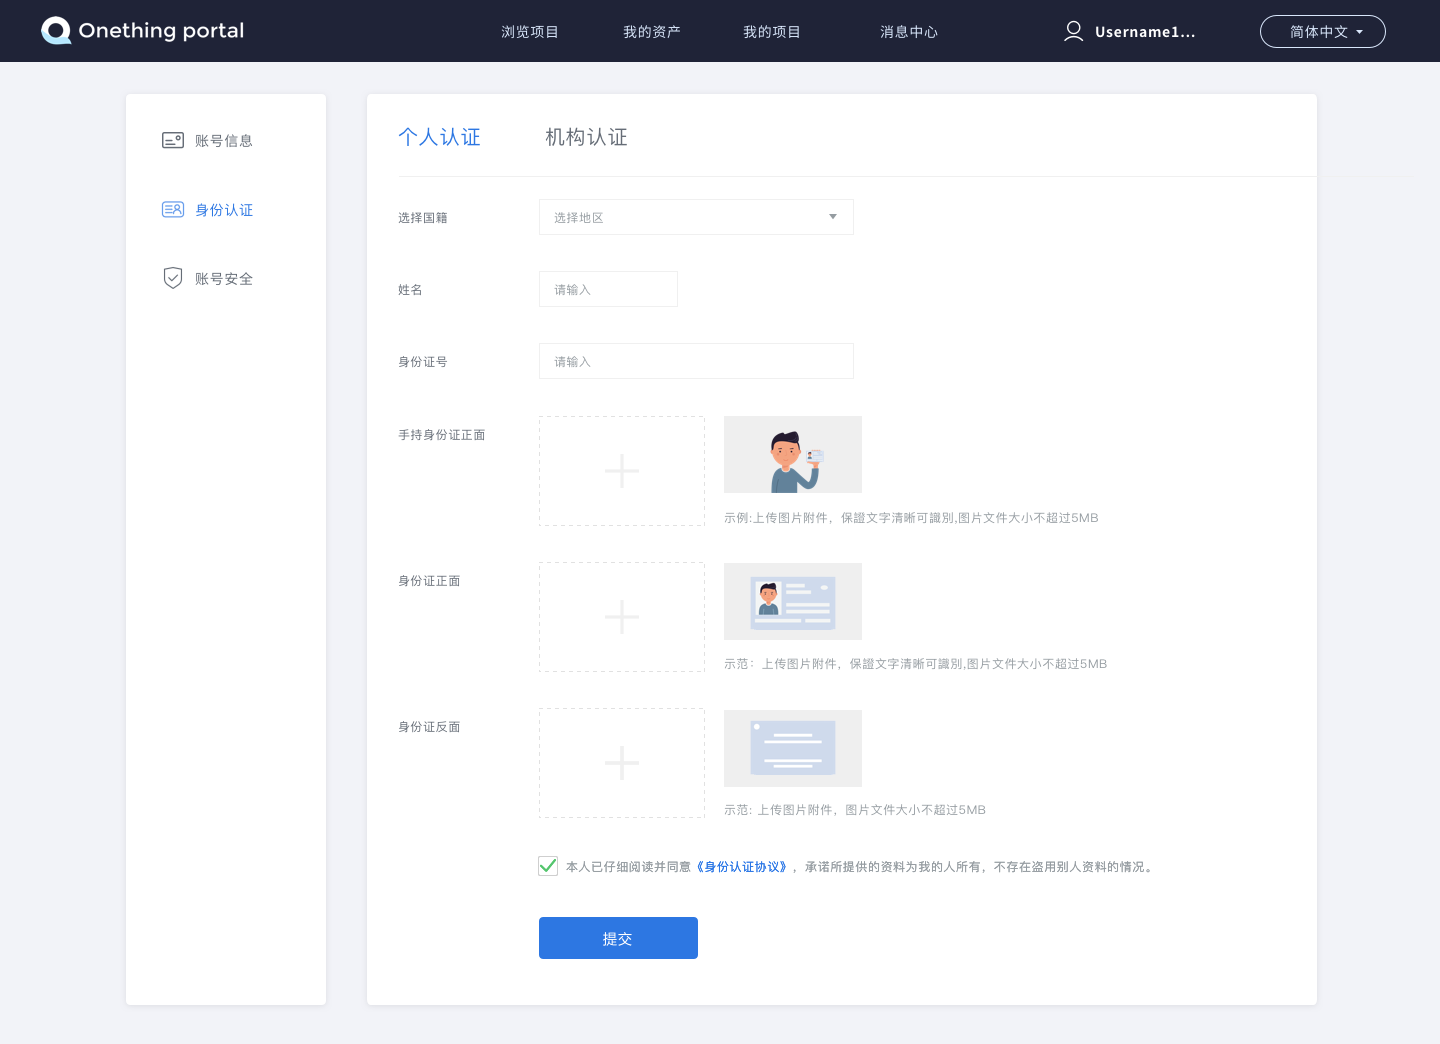 Onething portal
浏览项目
我的资产
我的项目
消息中心
Username1...
简体中文
账号信息
身份认证
账号安全
个人认证
机构认证
选择国籍
选择地区
姓名
请输入
身份证号
请输入
手持身份证正面
示例:上传图片附件，保證文字清晰可識別,图片文件大小不超过5MB
身份证正面
示范：上传图片附件，保證文字清晰可識別,图片文件大小不超过5MB
身份证反面
示范: 上传图片附件，图片文件大小不超过5MB
本人已仔细阅读并同意《身份认证协议》，承诺所提供的资料为我的人所有，不存在盗用别人资料的情况。
提交